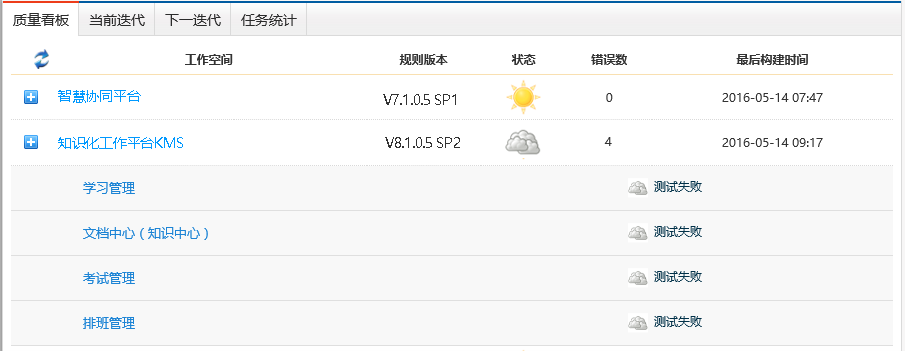 质量看板 当前迭代 下一迭代 任务统计
工作空间 规则版本 状态 错误数 最后构建时间
智慧协同平台 V7.1.0.5 SP1 0 2016-05-14 07:47
知识化工作平台KMS V8.1.0.5 SP2 4 2016-05-14 09:17
学习管理 测试失败
文档中心（知识中心） 测试失败
考试管理 测试失败
排班管理 测试失败